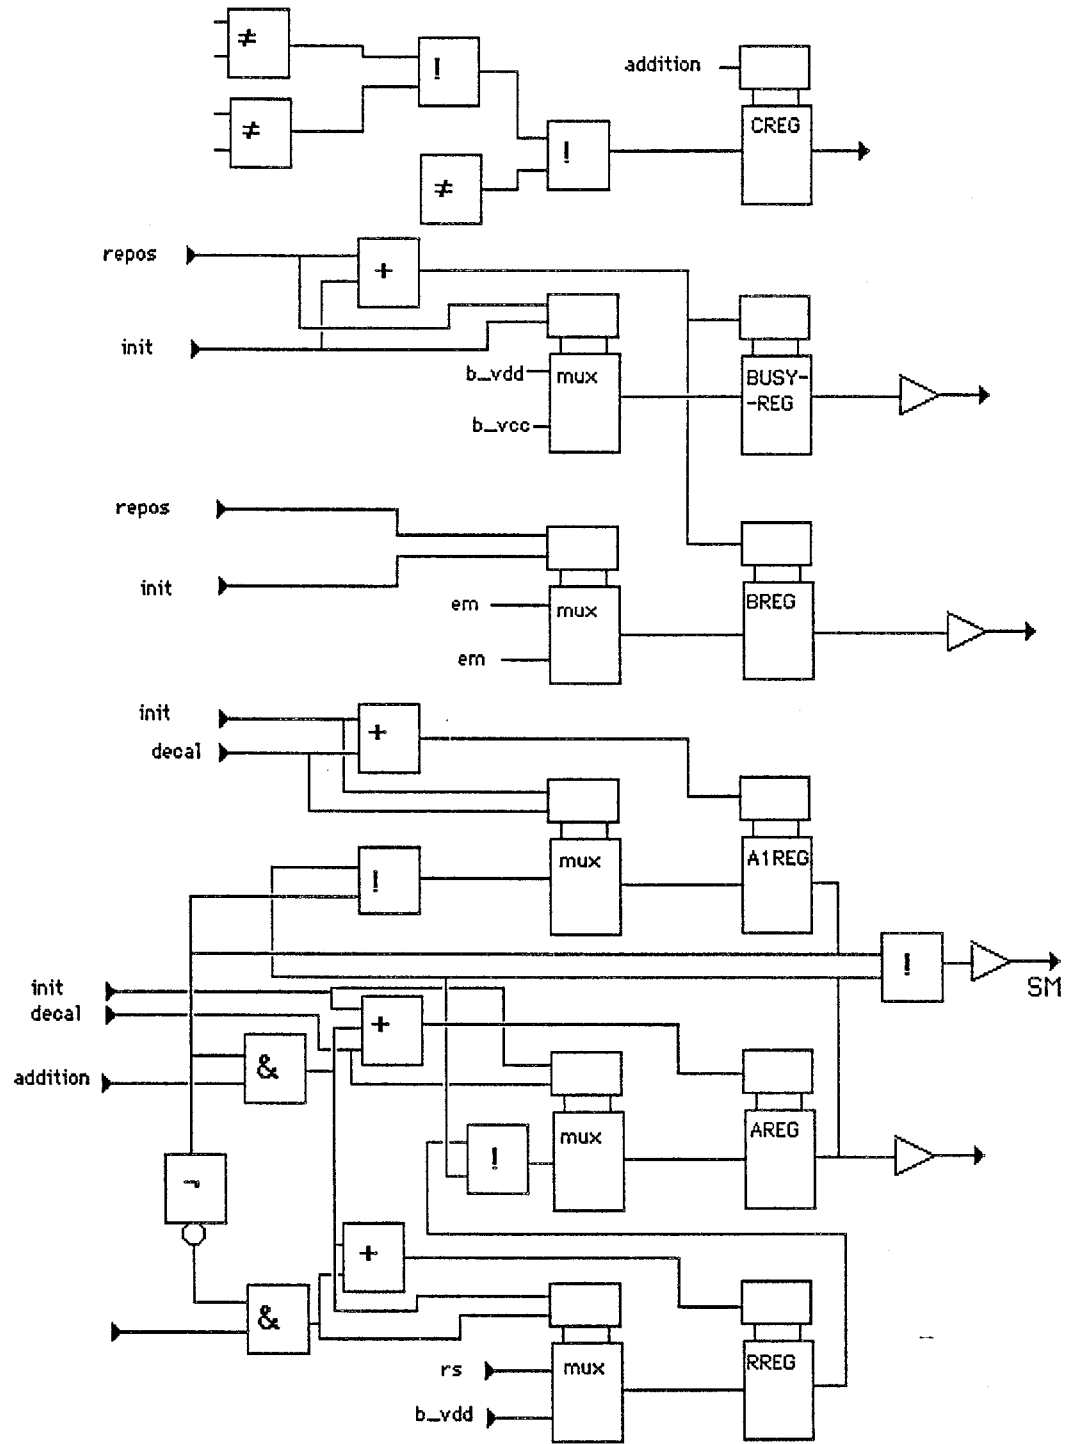 ≠
!
addition
≠
CREG
!
≠
repos
+
init
b_vdd
mux
BUSY-
-REG
b_vcc
repos
init
em
mux
BREG
em
init
+
decal
mux
A1REG
!
!
init
SM
decal
+
&
addition
mux
AREG
!
r
+
&
rs
mux
RREG
b_vdd